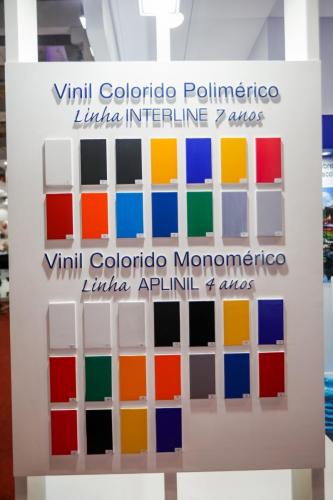 Vinil Colorido Polimérico
Linha INTERLINE 7 anos
Vinil Colorido Monomérico
Linha APLINIL 4 anos